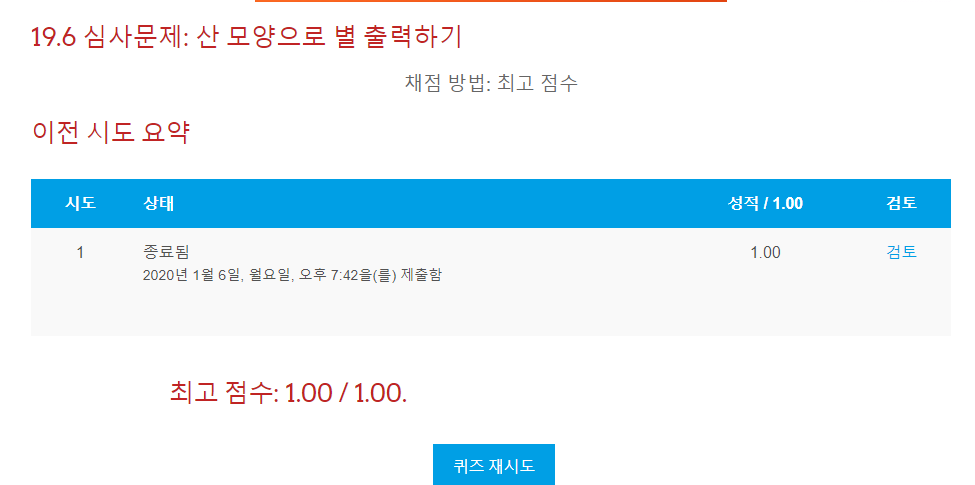 19.6 심사문제: 산 모양으로 별 출력하기
채점 방법: 최고 점수
이전 시도 요약
시도 상태 성적 / 1.00 검토
1 종료됨 1.00 검토
2020년 1월 6일, 월요일, 오후 7:42을(를) 제출함
최고 점수: 1.00 / 1.00.
퀴즈 재시도